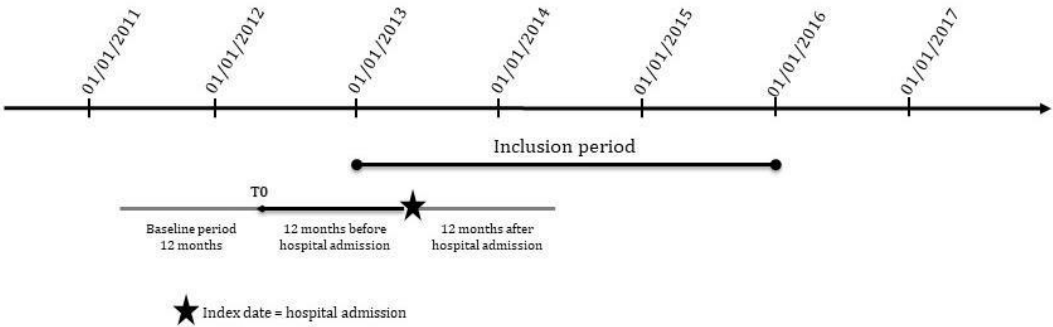 01/01/2011
01/01/2012
01/01/2013
01/01/2014
01/01/2015
01/01/2016
01/01/2017
Inclusion period
T0
Baseline period
12 months
12 months before
hospital admission
12 months after
hospital admission
Index date = hospital admission